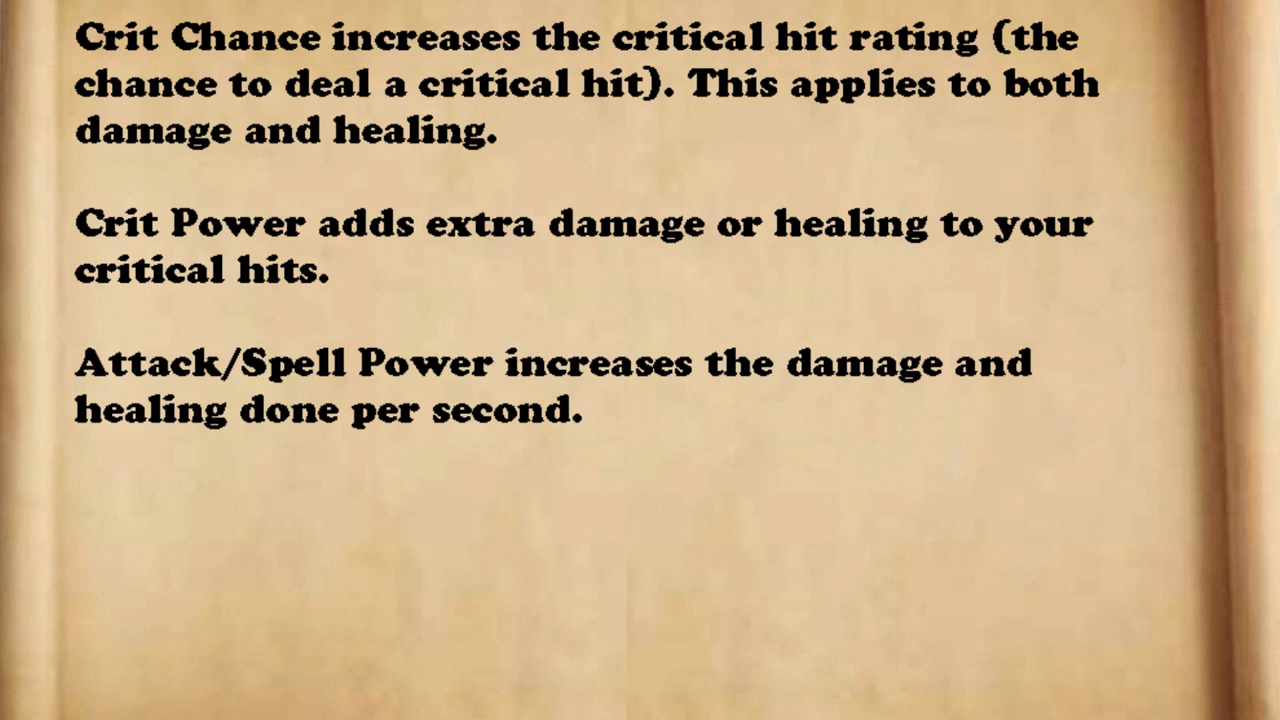 Crit Chance increases the critical hit rating (the
chance to deal a critical hit). This applies to both
damage and healing.
Crit Power adds extra damage or healing to your
critical hits.
Attack/Spell Power increases the damage and
healing done per second.